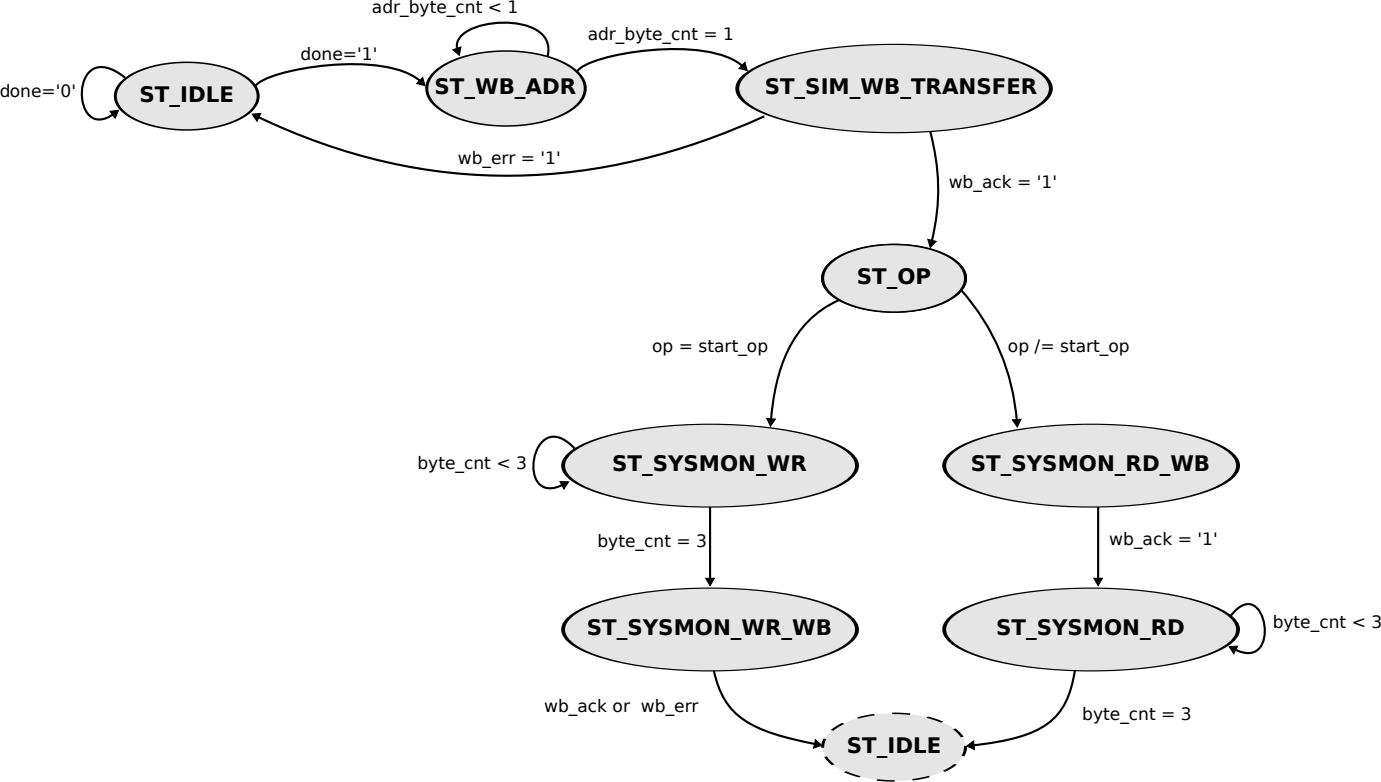 adr_byte_cnt < 1
adr_byte_cnt = 1
done='1'
done='0'
ST_IDLE
ST_WB_ADR
ST_SIM_WB_TRANSFER
wb_err = '1'
wb_ack = '1'
ST_OP
op = start_op
op /= start_op
byte_cnt < 3
ST_SYSMON_WR
ST_SYSMON_RD_WB
byte_cnt = 3
wb_ack = '1'
ST_SYSMON_WR_WB
ST_SYSMON_RD
byte_cnt < 3
wb_ack or  wb_err
byte_cnt = 3
ST_IDLE